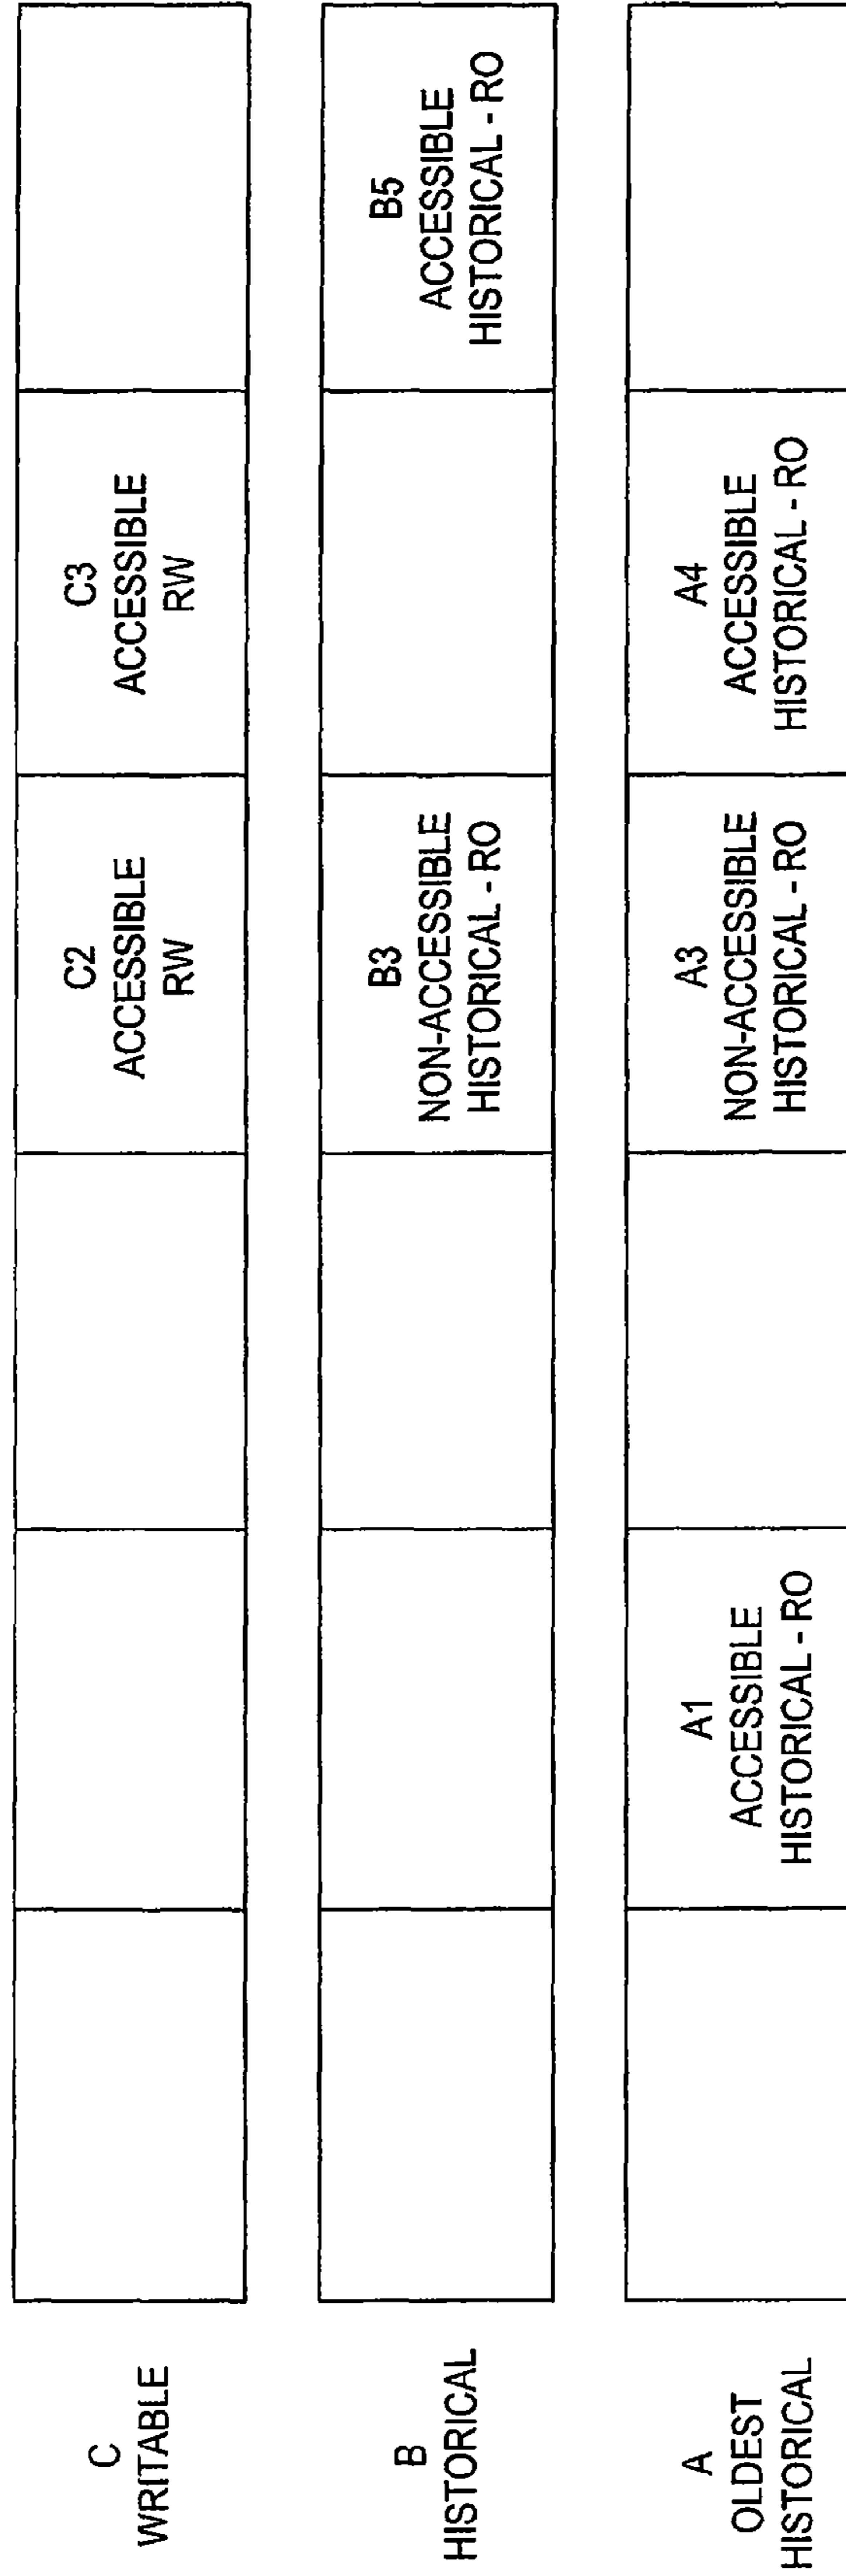 C
WRITABLE
C2
ACCESSIBLE
RW
C3
ACCESSIBLE
RW
B
HISTORICAL
B3
NON-ACCESSIBLE
HISTORICAL - RO
B5
ACCESSIBLE
HISTORICAL - RO
A
OLDEST
HISTORICAL
A1
ACCESSIBLE
HISTORICAL - RO
A3
NON-ACCESSIBLE
HISTORICAL - RO
A4
ACCESSIBLE
HISTORICAL - RO